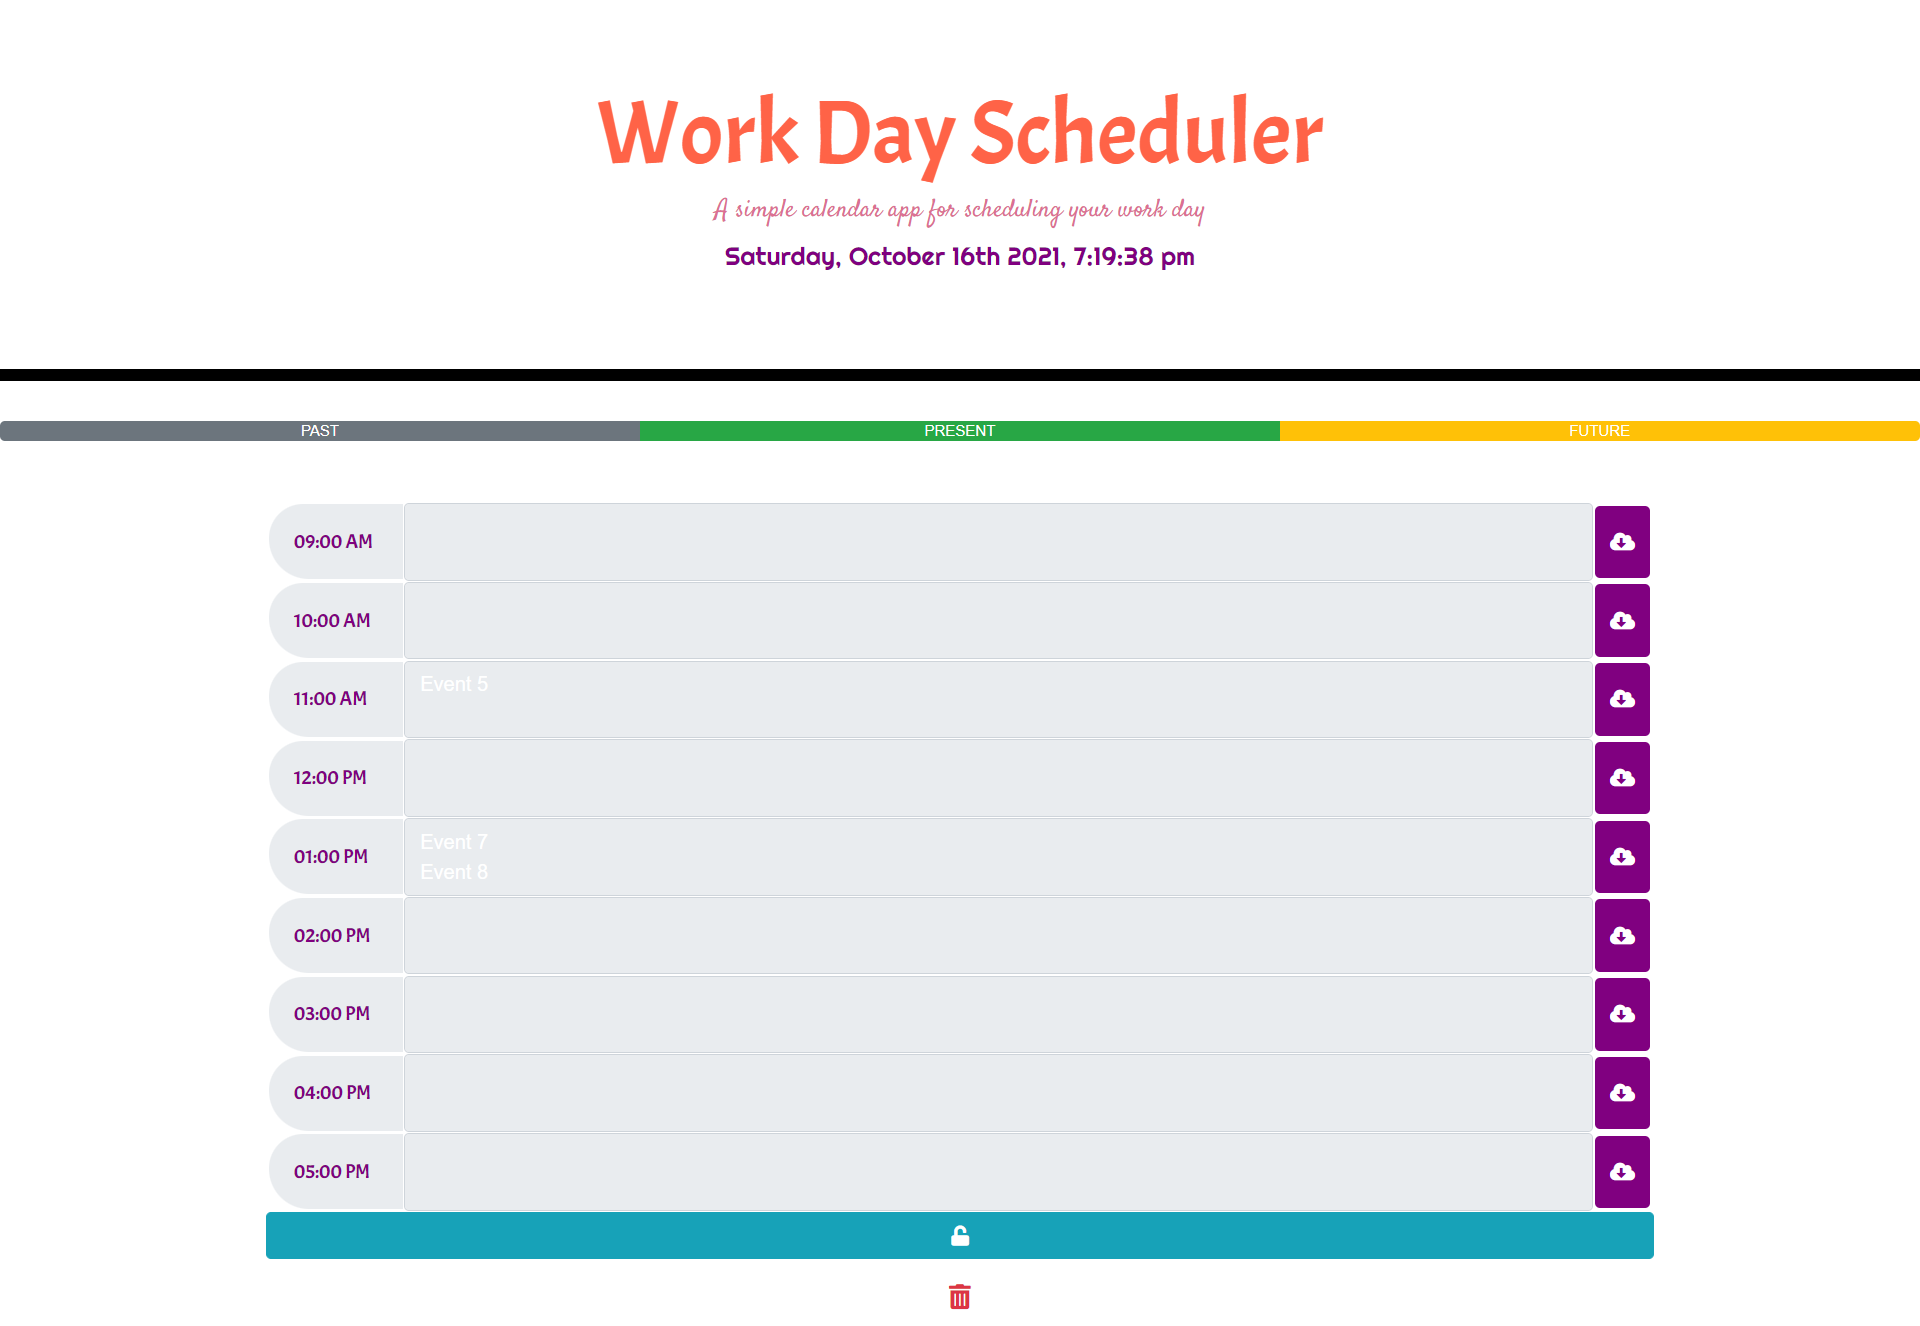 Work Day Scheduler
A simple calendar app for scheduling your work day
Saturday, October 16th 2021, 7:19:38 pm
PAST PRESENT FUTURE
09:00 AM
10:00 AM
11:00 AM Event 5
12:00 PM
01:00 PM Event 7
Event 8
02:00 PM
03:00 PM
04:00 PM
05:00 PM